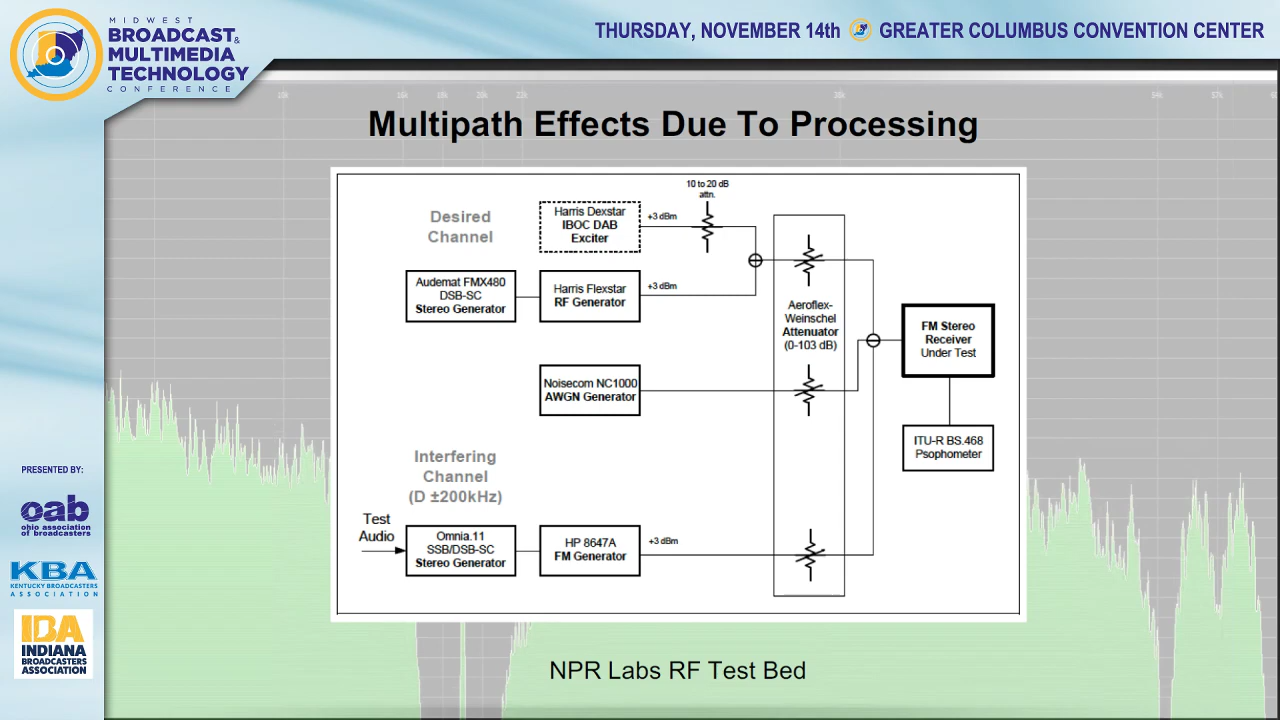 MIDWEST
BROADCAST &
MULTIMEDIA
TECHNOLOGY
CONFERENCE
THURSDAY, NOVEMBER 14th
GREATER COLUMBUS CONVENTION CENTER
Multipath Effects Due To Processing
10 to 20 dB
attn.
Desired
Channel
Harris Dexstar
IBOC DAB
Exciter
+3 dBm
Audemat FMX480
DSB-SC
Stereo Generator
Harris Flexstar
RF Generator
+3 dBm
Aeroflex-
Weinschel
Attenuator
(0-103 dB)
FM Stereo
Receiver
Under Test
Noisecom NC1000
AWGN Generator
ITU-R BS.468
Psophometer
Interfering
Channel
(D ±200kHz)
Test
Audio
Omnia.11
SSB/DSB-SC
Stereo Generator
HP 8647A
FM Generator
+3 dBm
NPR Labs RF Test Bed
PRESENTED BY:
oab
ohio association
of broadcasters
KBA
KENTUCKY BROADCASTERS
ASSOCIATION
IBA
INDIANA
BROADCASTERS
ASSOCIATION